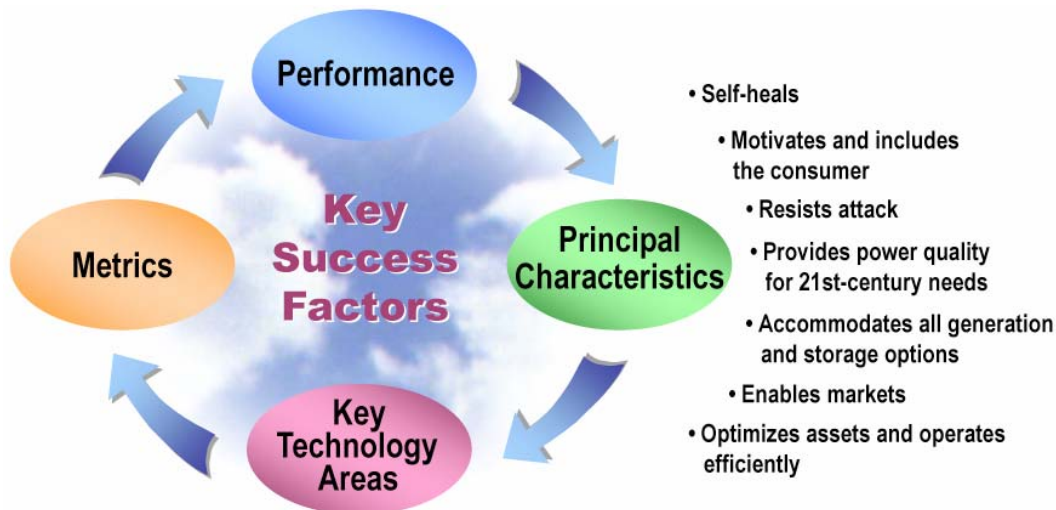 Performance
Metrics
Key
Success
Factors
Principal
Characteristics
Key
Technology
Areas
• Self-heals
• Motivates and includes
the consumer
• Resists attack
• Provides power quality
for 21st-century needs
• Accommodates all generation
and storage options
• Enables markets
• Optimizes assets and operates
efficiently